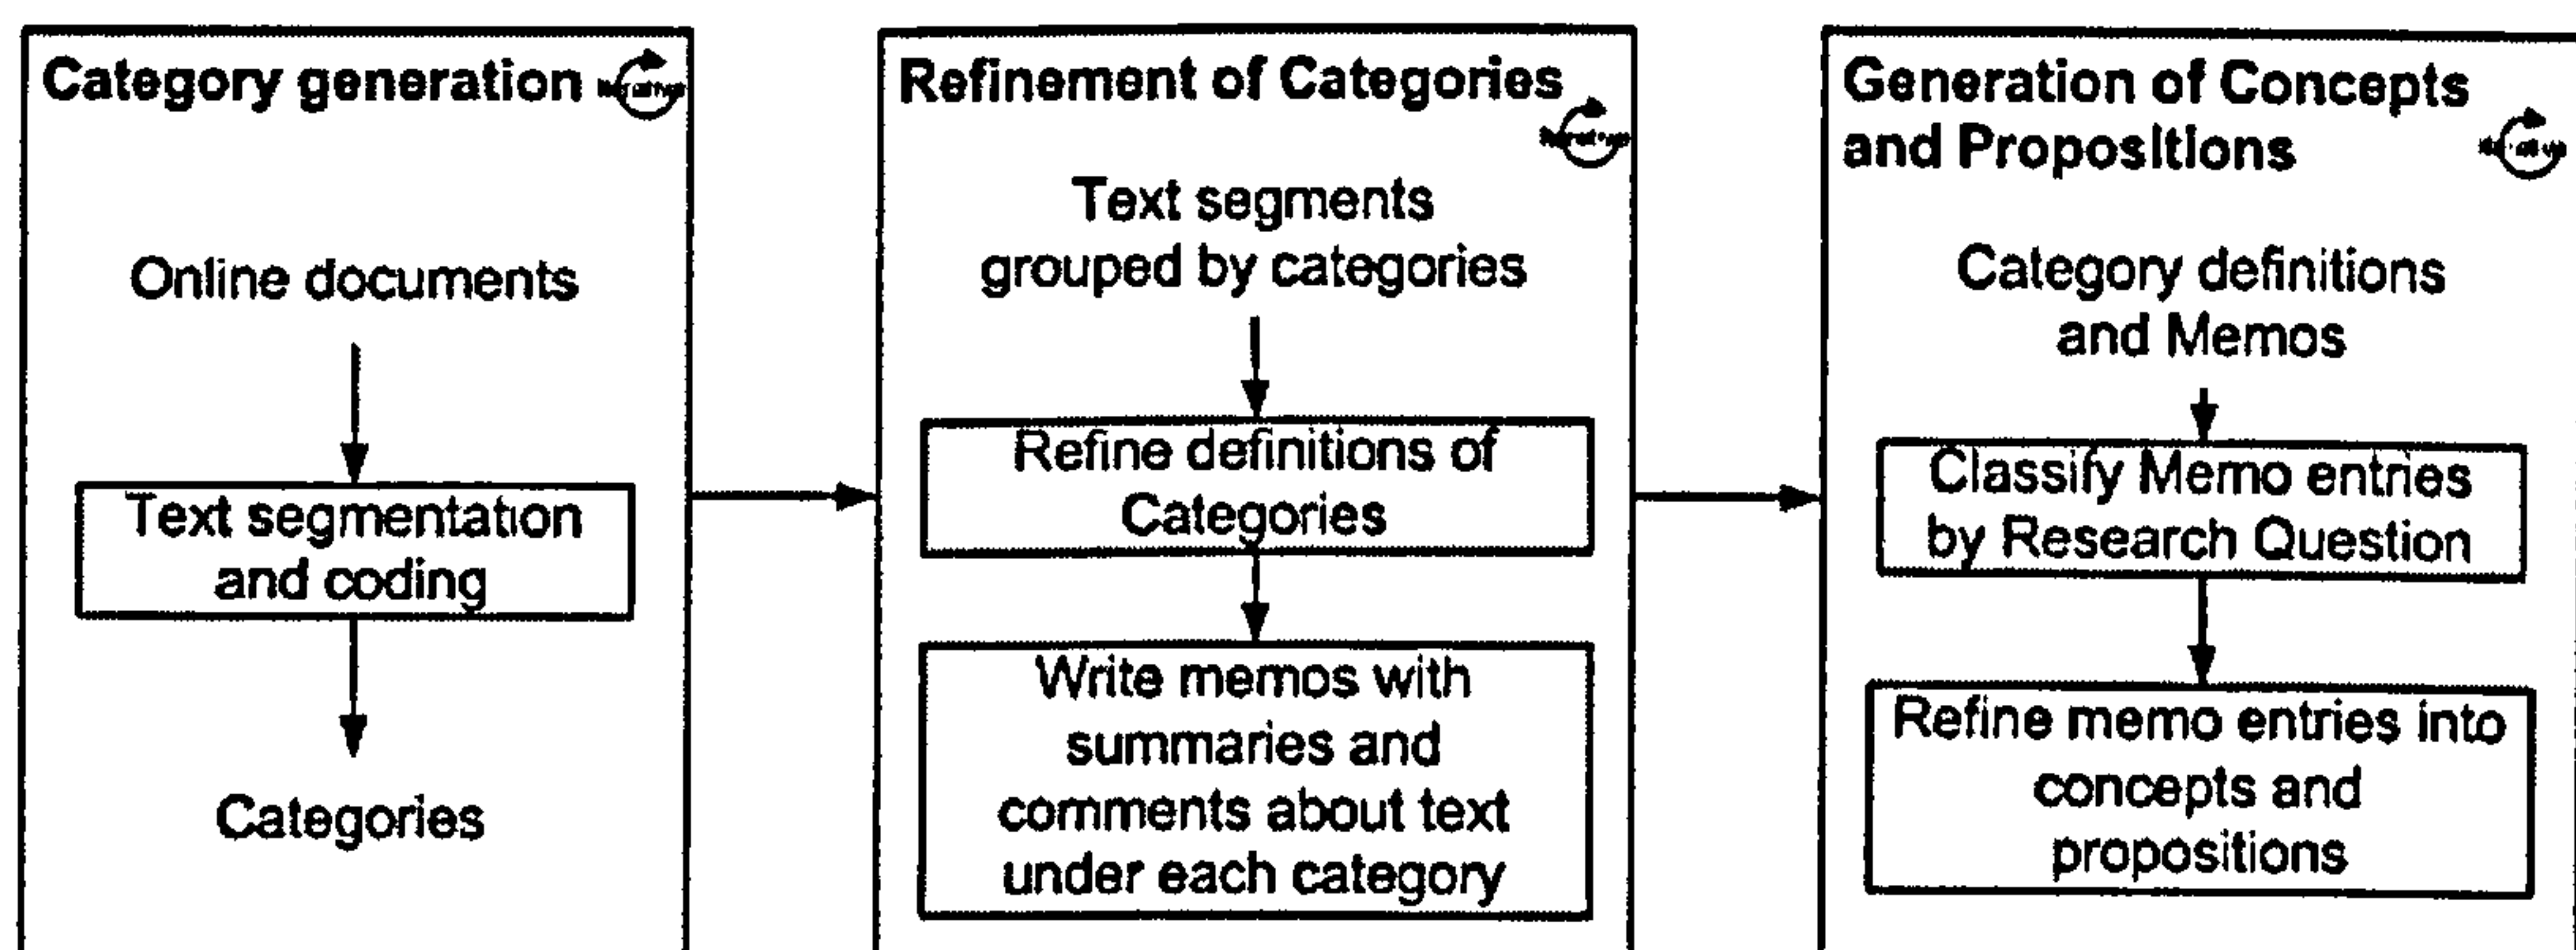 Category generation
Online documents
Text segmentation
and coding
Categories
Refinement of Categories
Text segments
grouped by categories
Refine definitions of
Categories
Write memos with
summaries and
comments about text
under each category
Generation of Concepts
and Propositions
Category definitions
and Memos
Classify Memo entries
by Research Question
Refine memo entries into
concepts and
propositions